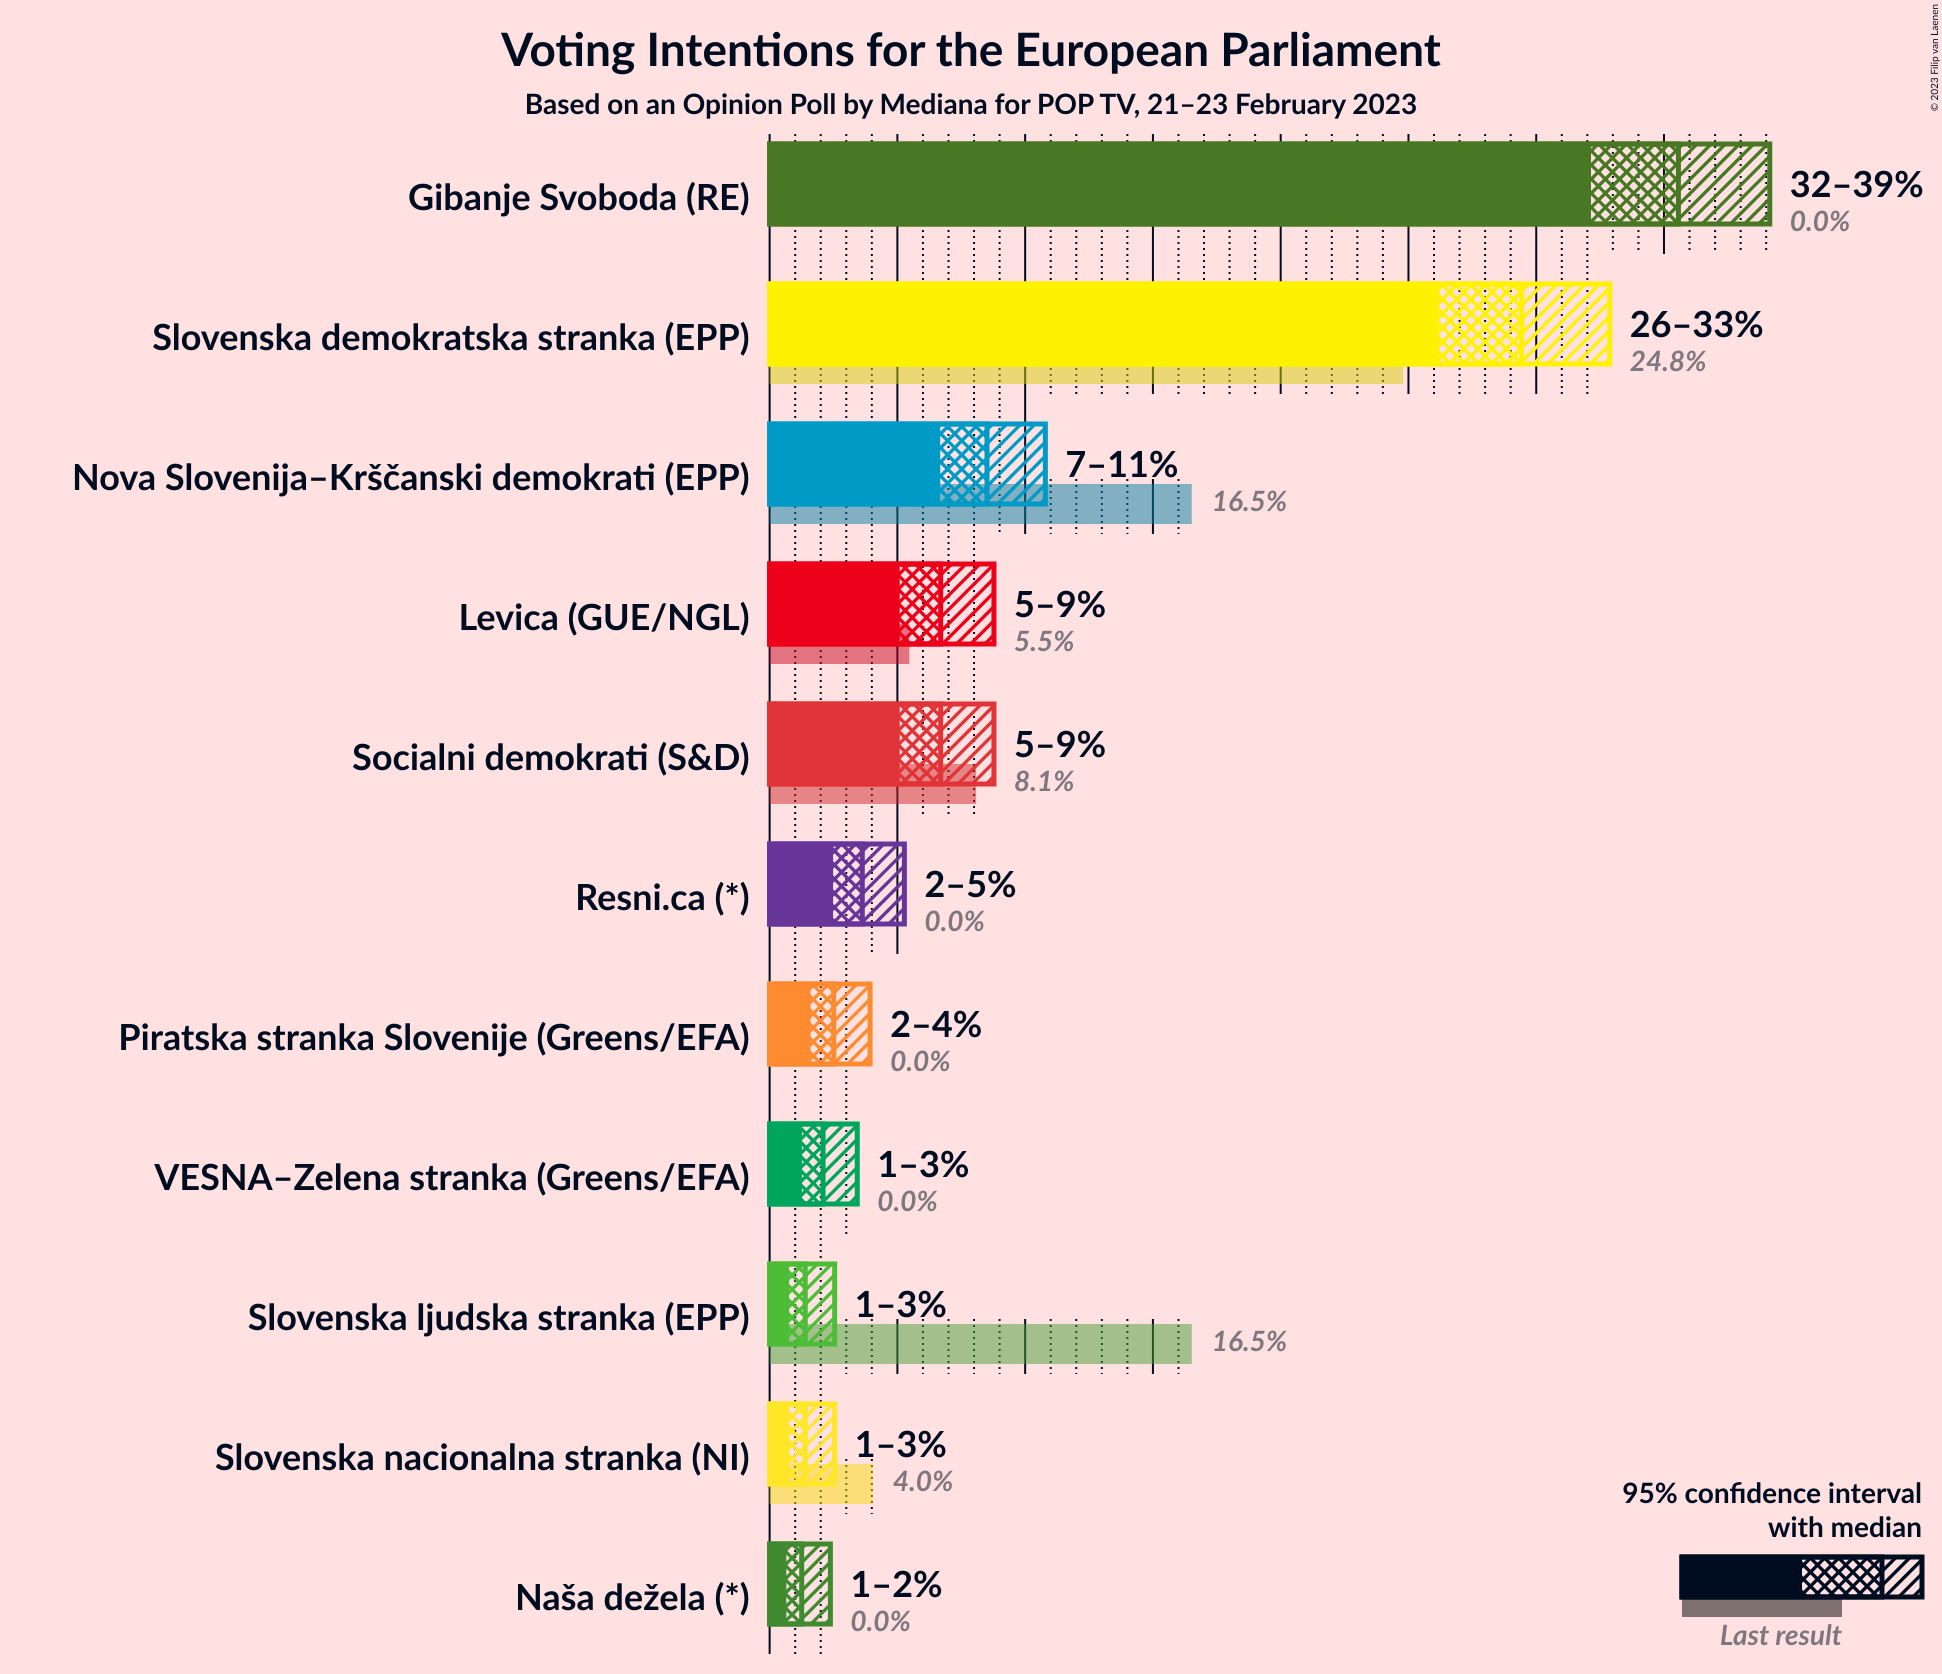 © 2023 Filip van Laenen
Voting Intentions for the European Parliament
Based on an Opinion Poll by Mediana for POP TV, 21–23 February 2023
Gibanje Svoboda (RE)
32–39%
0.0%
Slovenska demokratska stranka (EPP)
26–33%
24.8%
Nova Slovenija–Krščanski demokrati (EPP)
7–11%
16.5%
Levica (GUE/NGL)
5–9%
5.5%
Socialni demokrati (S&D)
5–9%
8.1%
Resni.ca (*)
2–5%
0.0%
Piratska stranka Slovenije (Greens/EFA)
2–4%
0.0%
VESNA–Zelena stranka (Greens/EFA)
1–3%
0.0%
Slovenska ljudska stranka (EPP)
1–3%
16.5%
Slovenska nacionalna stranka (NI)
1–3%
4.0%
Naša dežela (*)
1–2%
0.0%
95% confidence interval
with median
Last result